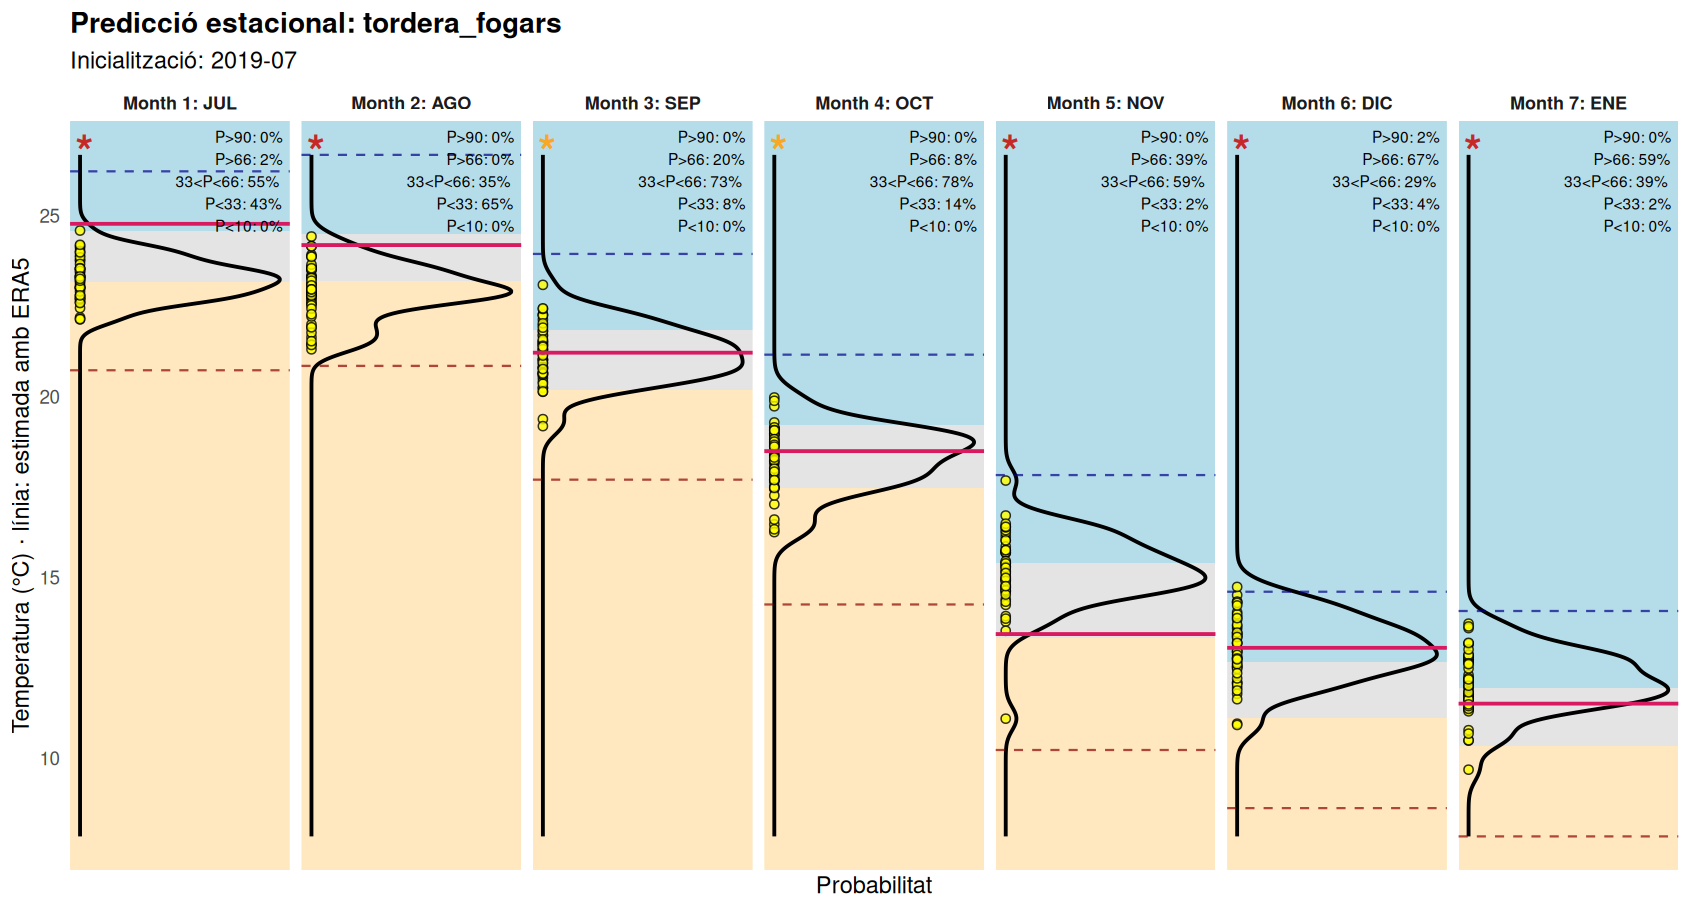 Predicció estacional: tordera_fogars
Inicialització: 2019-07
Month 1: JUL
Month 2: AGO
Month 3: SEP
Month 4: OCT
Month 5: NOV
Month 6: DIC
Month 7: ENE
*
P>90: 0%
P>66: 2%
33<P<66: 55%
P<33: 43%
P<10: 0%
*
P>90: 0%
P>66: 0%
33<P<66: 35%
P<33: 65%
P<10: 0%
*
P>90: 0%
P>66: 20%
33<P<66: 73%
P<33: 8%
P<10: 0%
*
P>90: 0%
P>66: 8%
33<P<66: 78%
P<33: 14%
P<10: 0%
*
P>90: 0%
P>66: 39%
33<P<66: 59%
P<33: 2%
P<10: 0%
*
P>90: 2%
P>66: 67%
33<P<66: 29%
P<33: 4%
P<10: 0%
*
P>90: 0%
P>66: 59%
33<P<66: 39%
P<33: 2%
P<10: 0%
25
20
15
10
Temperatura (°C) · línia: estimada amb ERA5
Probabilitat